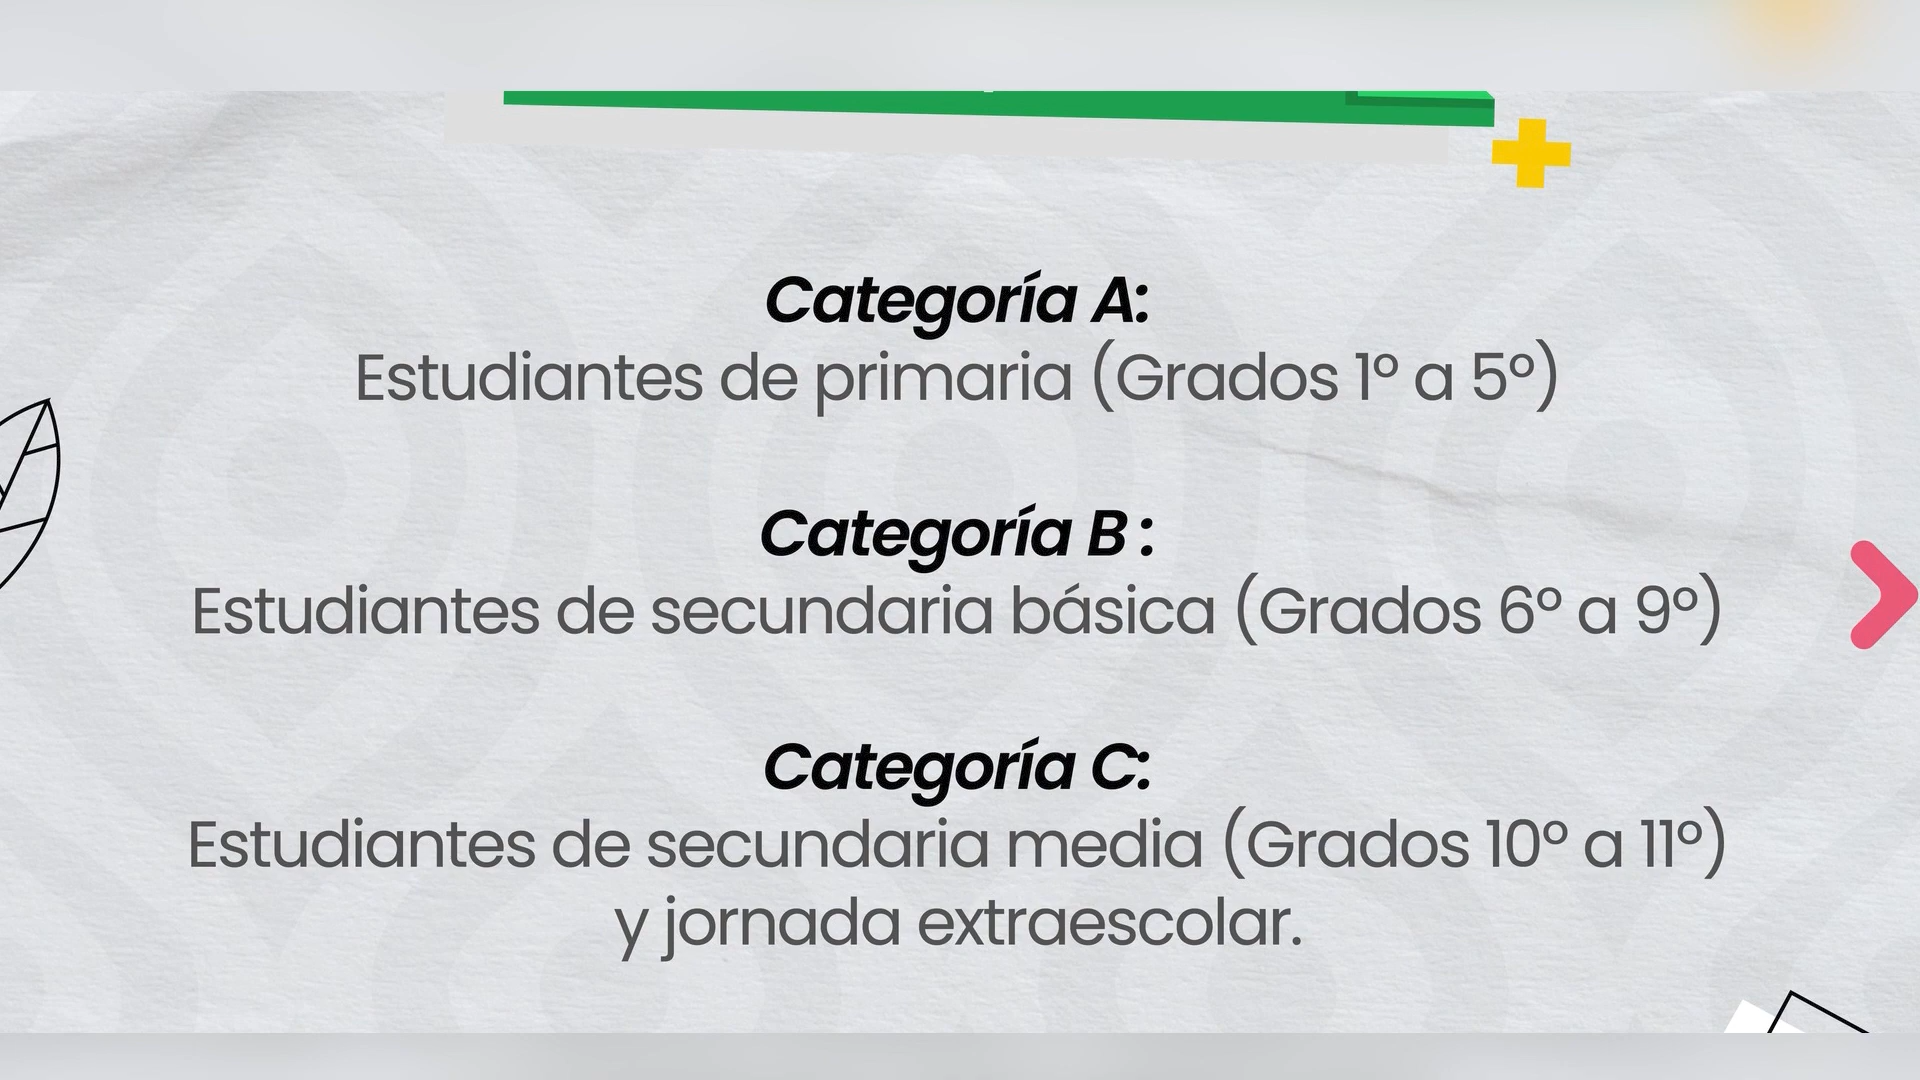 Categoría A:
Estudiantes de primaria (Grados 1º a 5º)
Categoría B :
Estudiantes de secundaria básica (Grados 6º a 9º)
Categoría C:
Estudiantes de secundaria media (Grados 10º a 11º)
y jornada extraescolar.